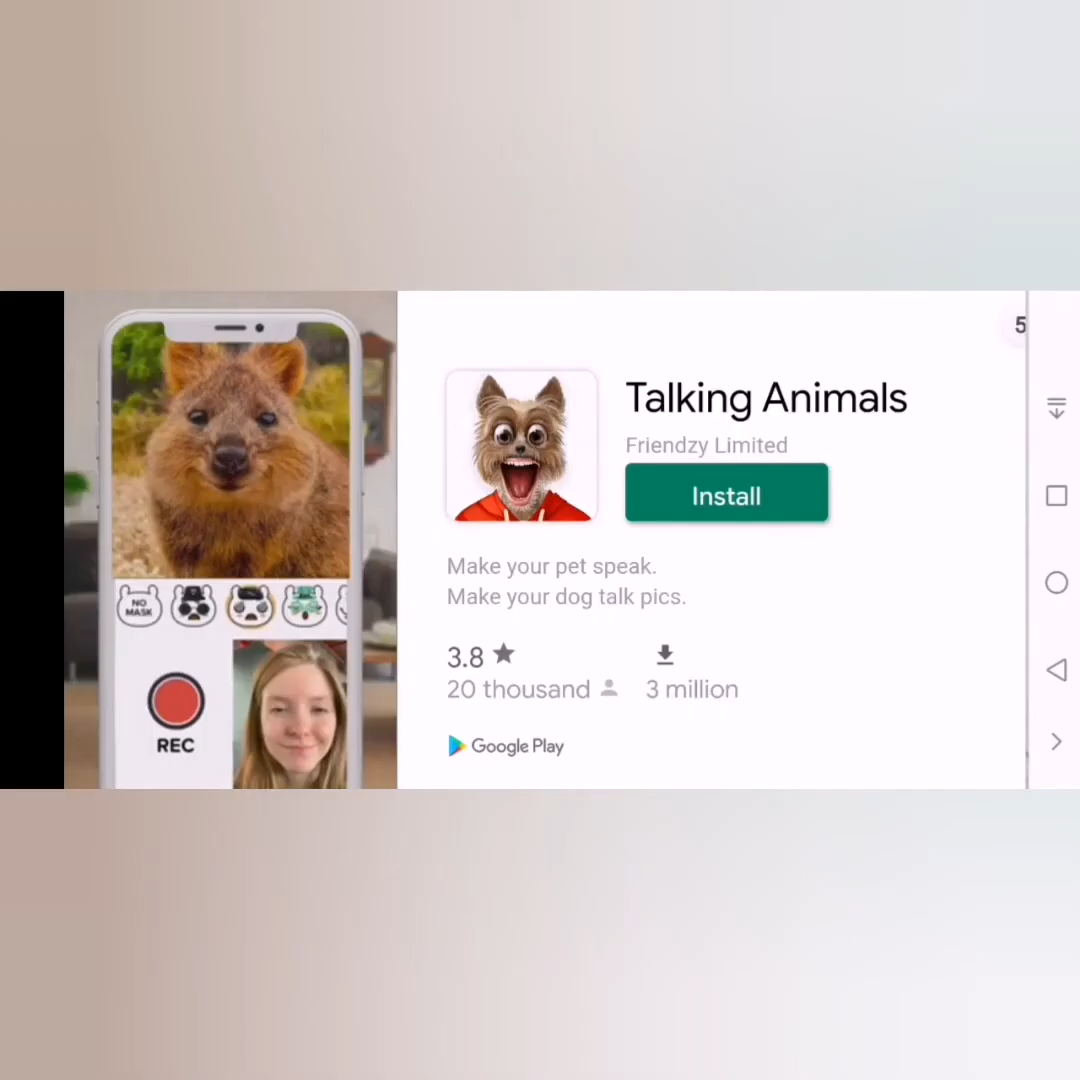 5
Talking Animals
Friendzy Limited
Install
Make your pet speak.
Make your dog talk pics.
3.8
20 thousand
3 million
Google Play
NO
MASK
REC